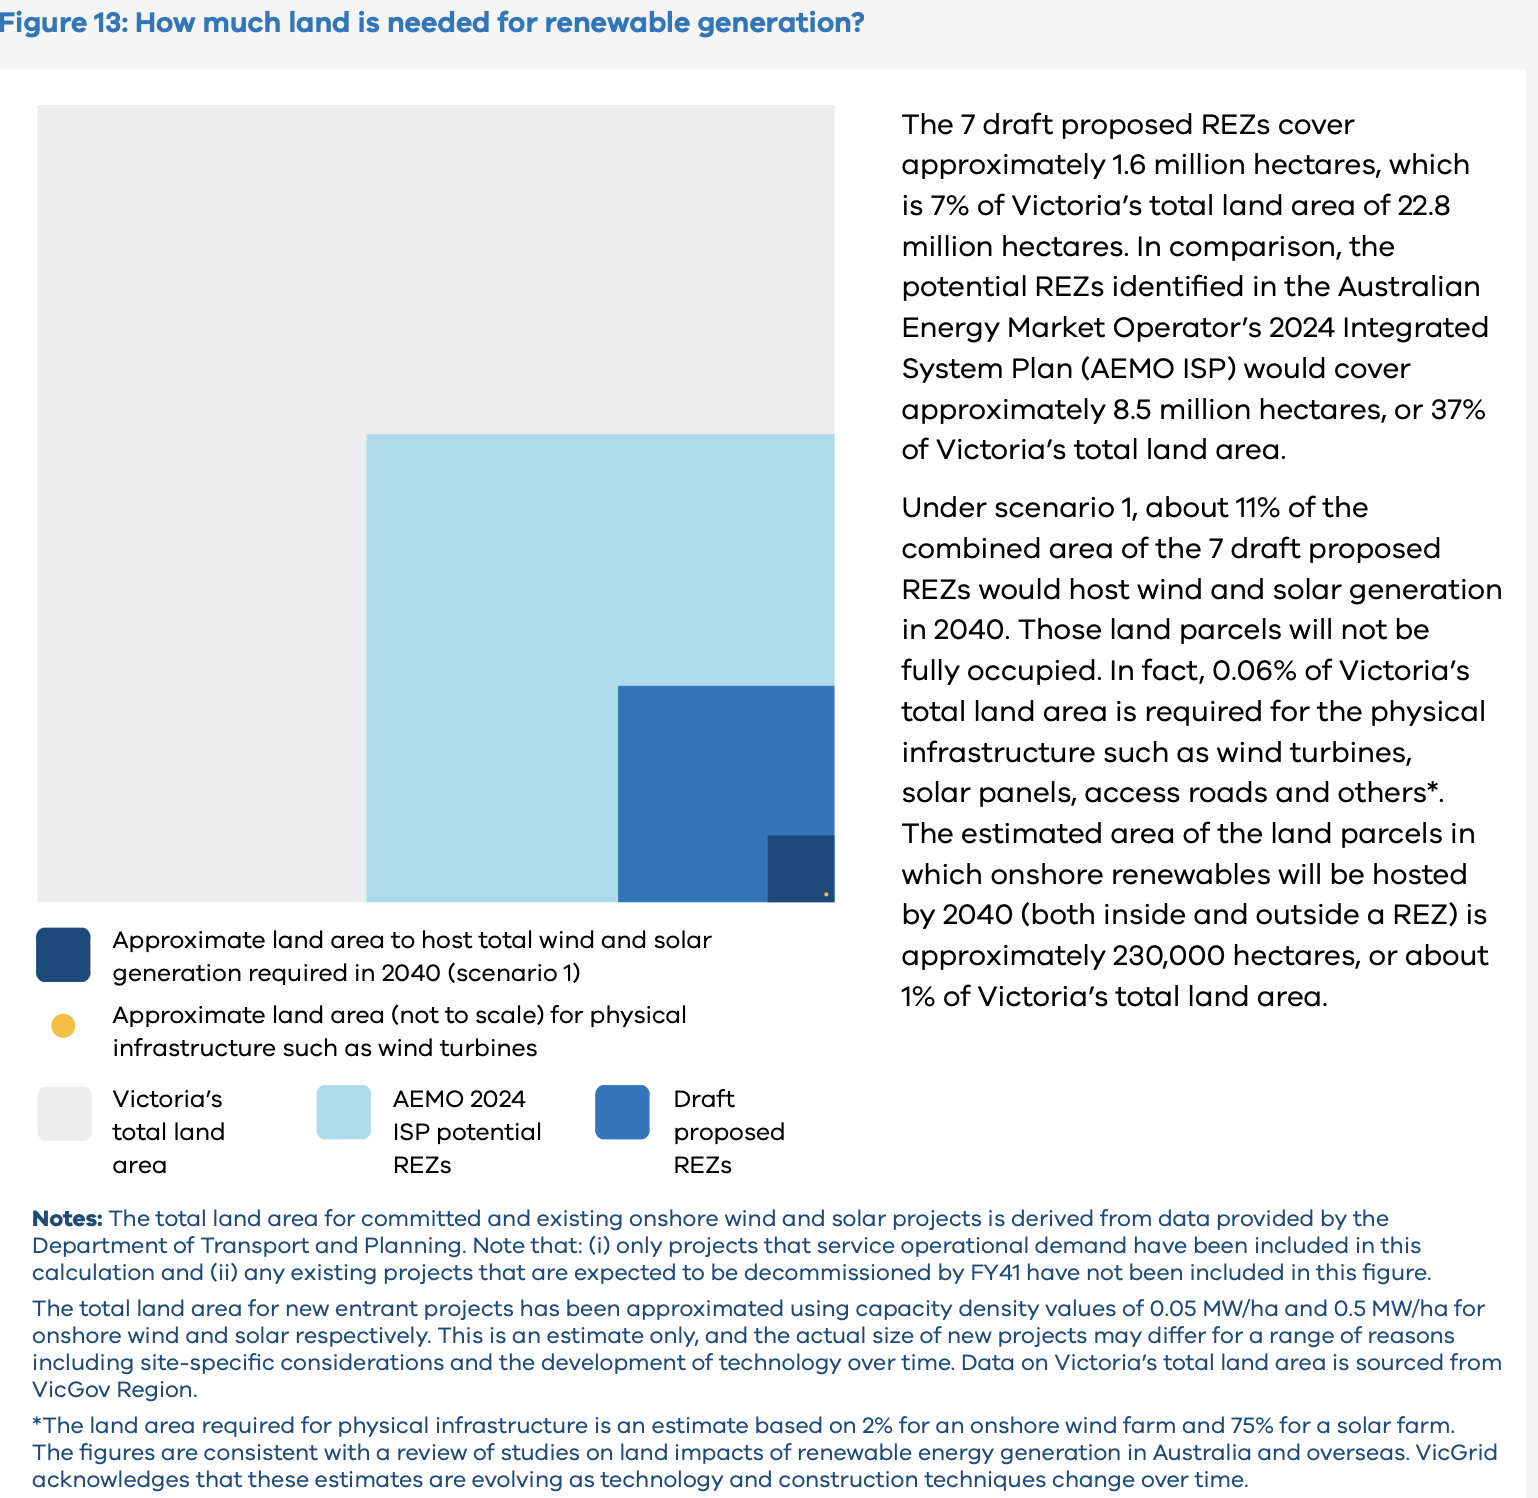 Figure 13: How much land is needed for renewable generation?
The 7 draft proposed REZs cover
approximately 1.6 million hectares, which
is 7% of Victoria’s total land area of 22.8
million hectares. In comparison, the
potential REZs identified in the Australian
Energy Market Operator’s 2024 Integrated
System Plan (AEMO ISP) would cover
approximately 8.5 million hectares, or 37%
of Victoria’s total land area.
Under scenario 1, about 11% of the
combined area of the 7 draft proposed
REZs would host wind and solar generation
in 2040. Those land parcels will not be
fully occupied. In fact, 0.06% of Victoria’s
total land area is required for the physical
infrastructure such as wind turbines,
solar panels, access roads and others*.
The estimated area of the land parcels in
which onshore renewables will be hosted
by 2040 (both inside and outside a REZ) is
approximately 230,000 hectares, or about
1% of Victoria’s total land area.
Approximate land area to host total wind and solar
generation required in 2040 (scenario 1)
Approximate land area (not to scale) for physical
infrastructure such as wind turbines
Victoria’s
total land
area
AEMO 2024
ISP potential
REZs
Draft
proposed
REZs
Notes: The total land area for committed and existing onshore wind and solar projects is derived from data provided by the
Department of Transport and Planning. Note that: (i) only projects that service operational demand have been included in this
calculation and (ii) any existing projects that are expected to be decommissioned by FY41 have not been included in this figure.
The total land area for new entrant projects has been approximated using capacity density values of 0.05 MW/ha and 0.5 MW/ha for
onshore wind and solar respectively. This is an estimate only, and the actual size of new projects may differ for a range of reasons
including site-specific considerations and the development of technology over time. Data on Victoria’s total land area is sourced from
VicGov Region.
*The land area required for physical infrastructure is an estimate based on 2% for an onshore wind farm and 75% for a solar farm.
The figures are consistent with a review of studies on land impacts of renewable energy generation in Australia and overseas. VicGrid
acknowledges that these estimates are evolving as technology and construction techniques change over time.